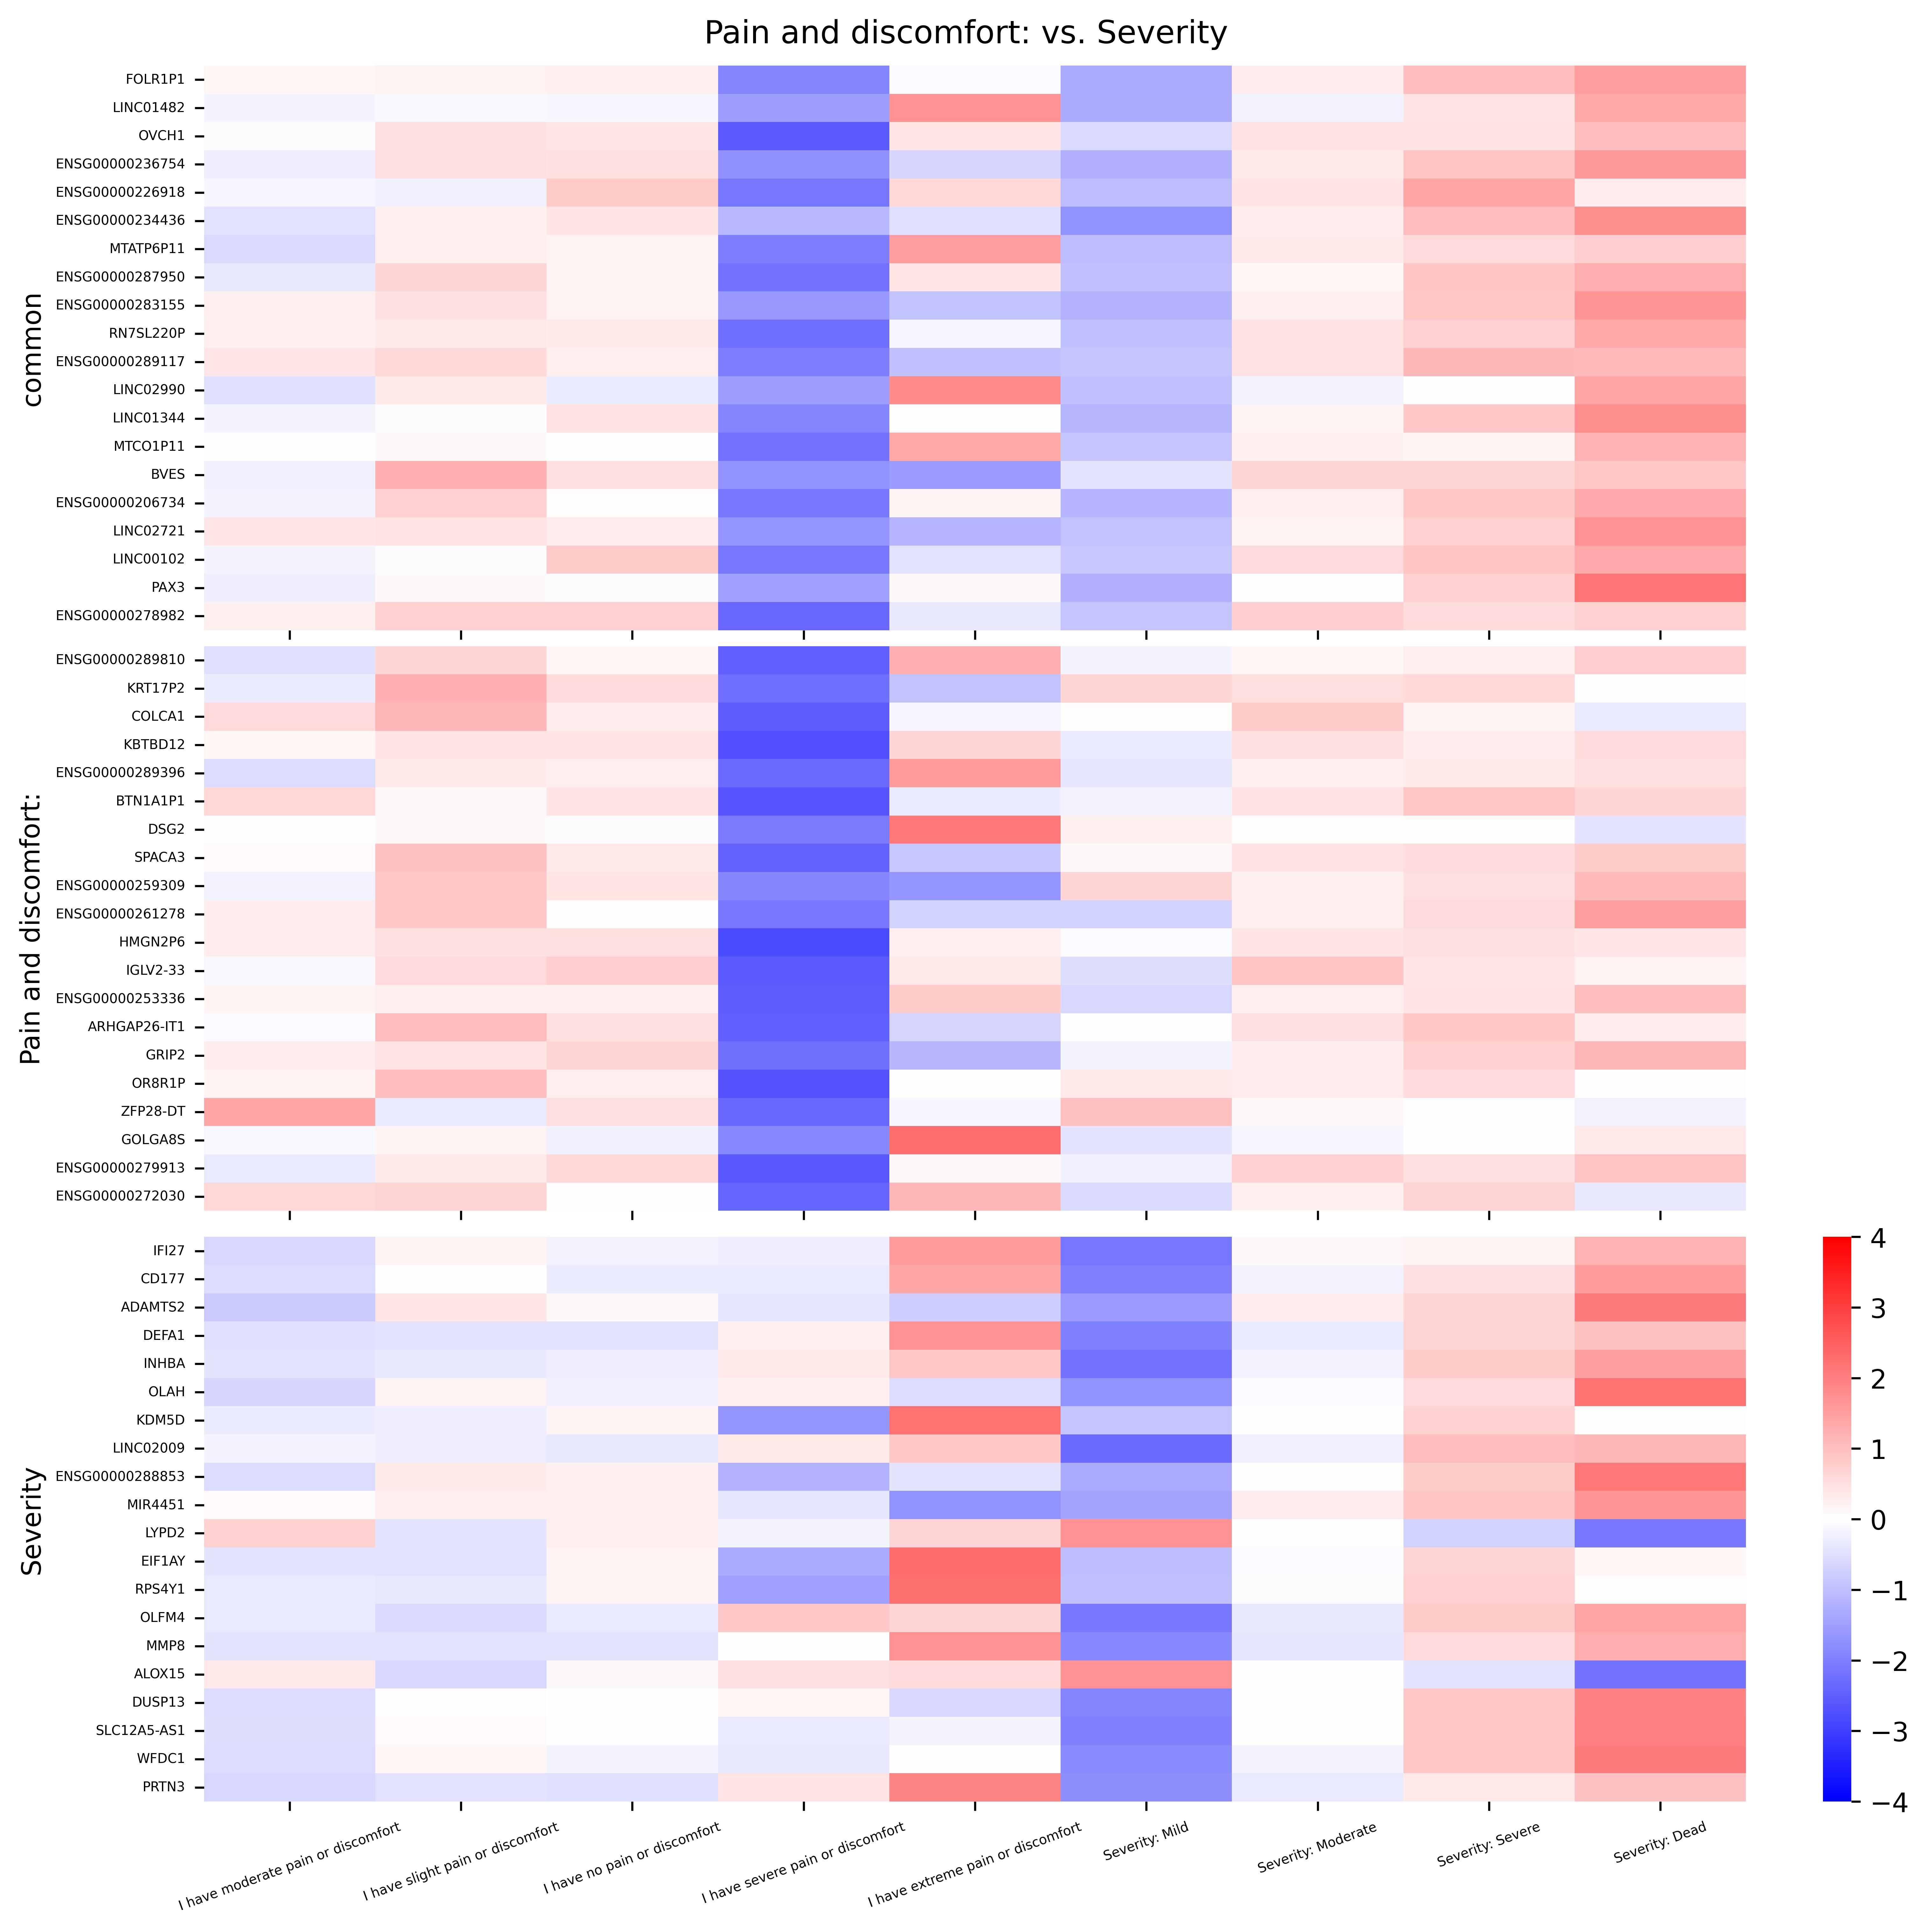 Pain and discomfort: vs. Severity
common
FOLR1P1
LINC01482
OVCH1
ENSG00000236754
ENSG00000226918
ENSG00000234436
MTATP6P11
ENSG00000287950
ENSG00000283155
RN7SL220P
ENSG00000289117
LINC02990
LINC01344
MTCO1P11
BVES
ENSG00000206734
LINC02721
LINC00102
PAX3
ENSG00000278982
Pain and discomfort:
ENSG00000289810
KRT17P2
COLCA1
KBTBD12
ENSG00000289396
BTN1A1P1
DSG2
SPACA3
ENSG00000259309
ENSG00000261278
HMGN2P6
IGLV2-33
ENSG00000253336
ARHGAP26-IT1
GRIP2
OR8R1P
ZFP28-DT
GOLGA8S
ENSG00000279913
ENSG00000272030
Severity
IFI27
CD177
ADAMTS2
DEFA1
INHBA
OLAH
KDM5D
LINC02009
ENSG00000288853
MIR4451
LYPD2
EIF1AY
RPS4Y1
OLFM4
MMP8
ALOX15
DUSP13
SLC12A5-AS1
WFDC1
PRTN3
4
3
2
1
0
−1
−2
−3
−4
I have moderate pain or discomfort
I have slight pain or discomfort
I have no pain or discomfort
I have severe pain or discomfort
I have extreme pain or discomfort
Severity: Mild
Severity: Moderate
Severity: Severe
Severity: Dead